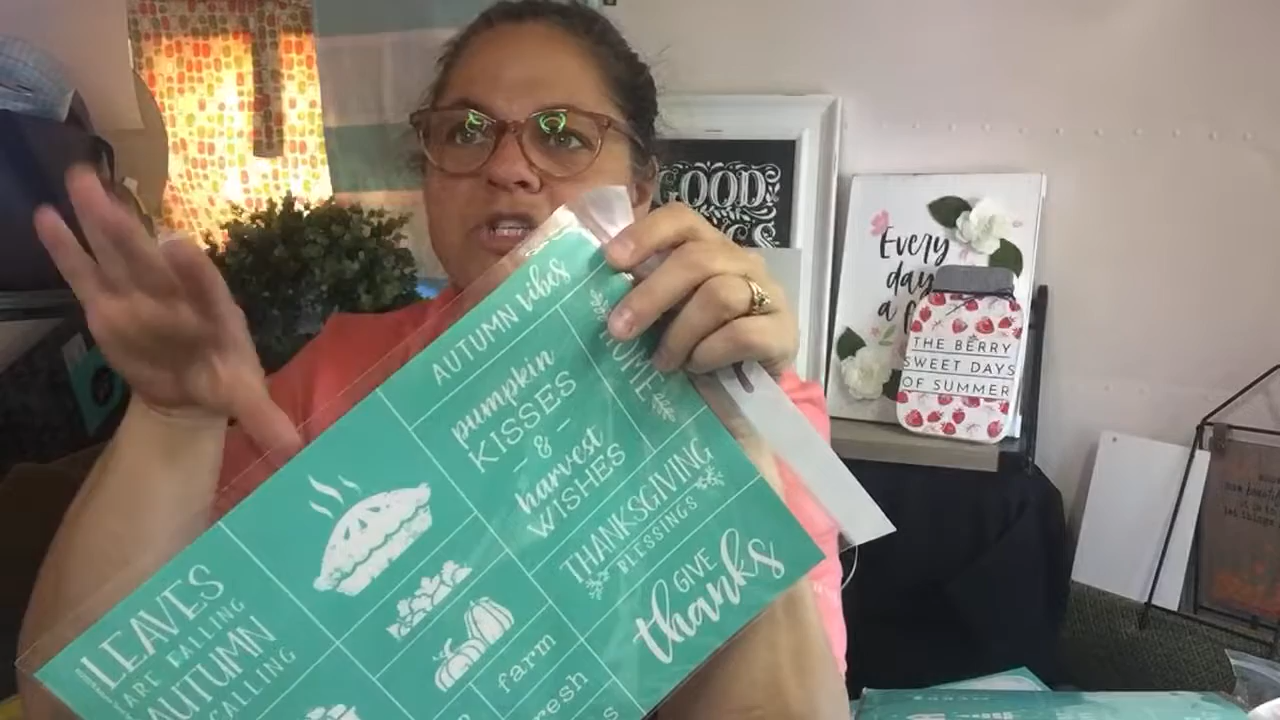 AUTUMN vibes
HOME
pumpkin
KISSES
- & -
harvest
WISHES
THANKSGIVING
BLESSINGS
GIVE
thanks
LEAVES
ARE FALLING
AUTUMN
CALLING
farm
GOOD
Every
day
a
THE BERRY
SWEET DAYS
OF SUMMER